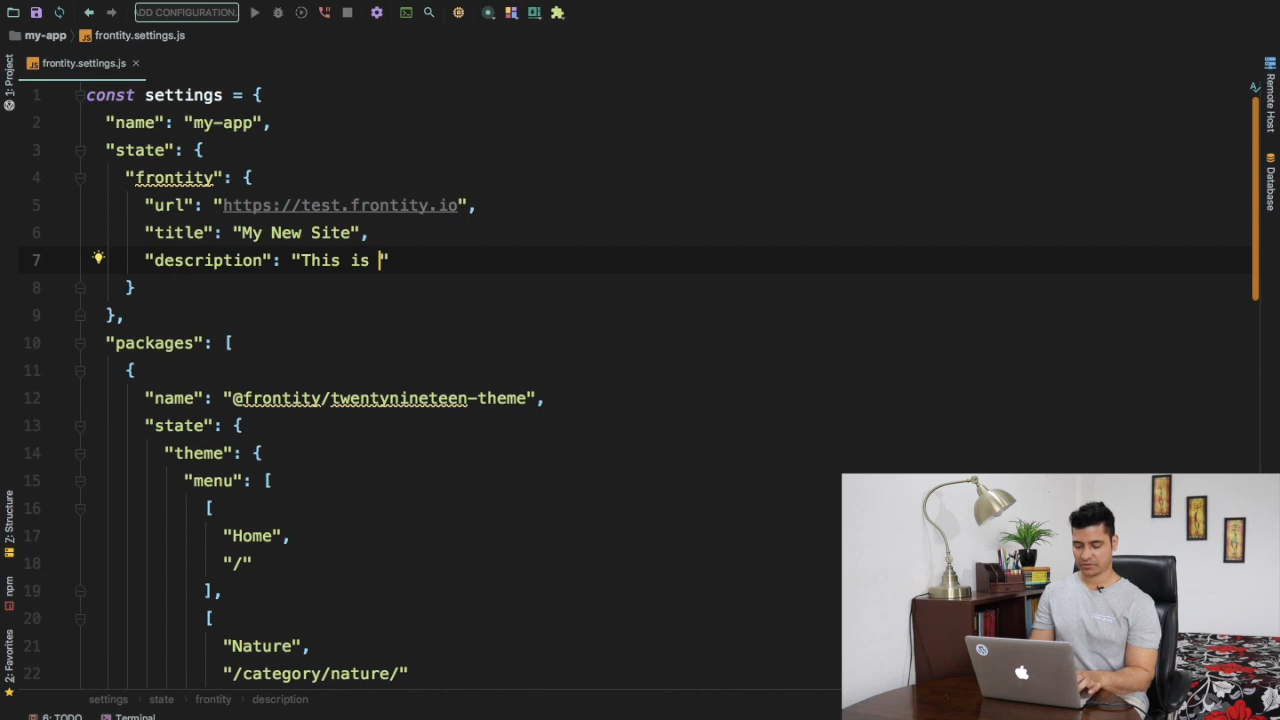 ADD CONFIGURATION..
my-app
frontity.settings.js
frontity.settings.js
1: Project
Remote Host
Database
Z: Structure
npm
2: Favorites
1 const settings = {
2 "name": "my-app",
3 "state": {
4 "frontity": {
5 "url": "https://test.frontity.io",
6 "title": "My New Site",
7 "description": "This is "
8 }
9 },
10 "packages": [
11 {
12 "name": "@frontity/twentynineteen-theme",
13 "state": {
14 "theme": {
15 "menu": [
16 [
17 "Home",
18 "/"
19 ],
20 [
21 "Nature",
22 "/category/nature/"
settings state frontity description
6: TODO Terminal